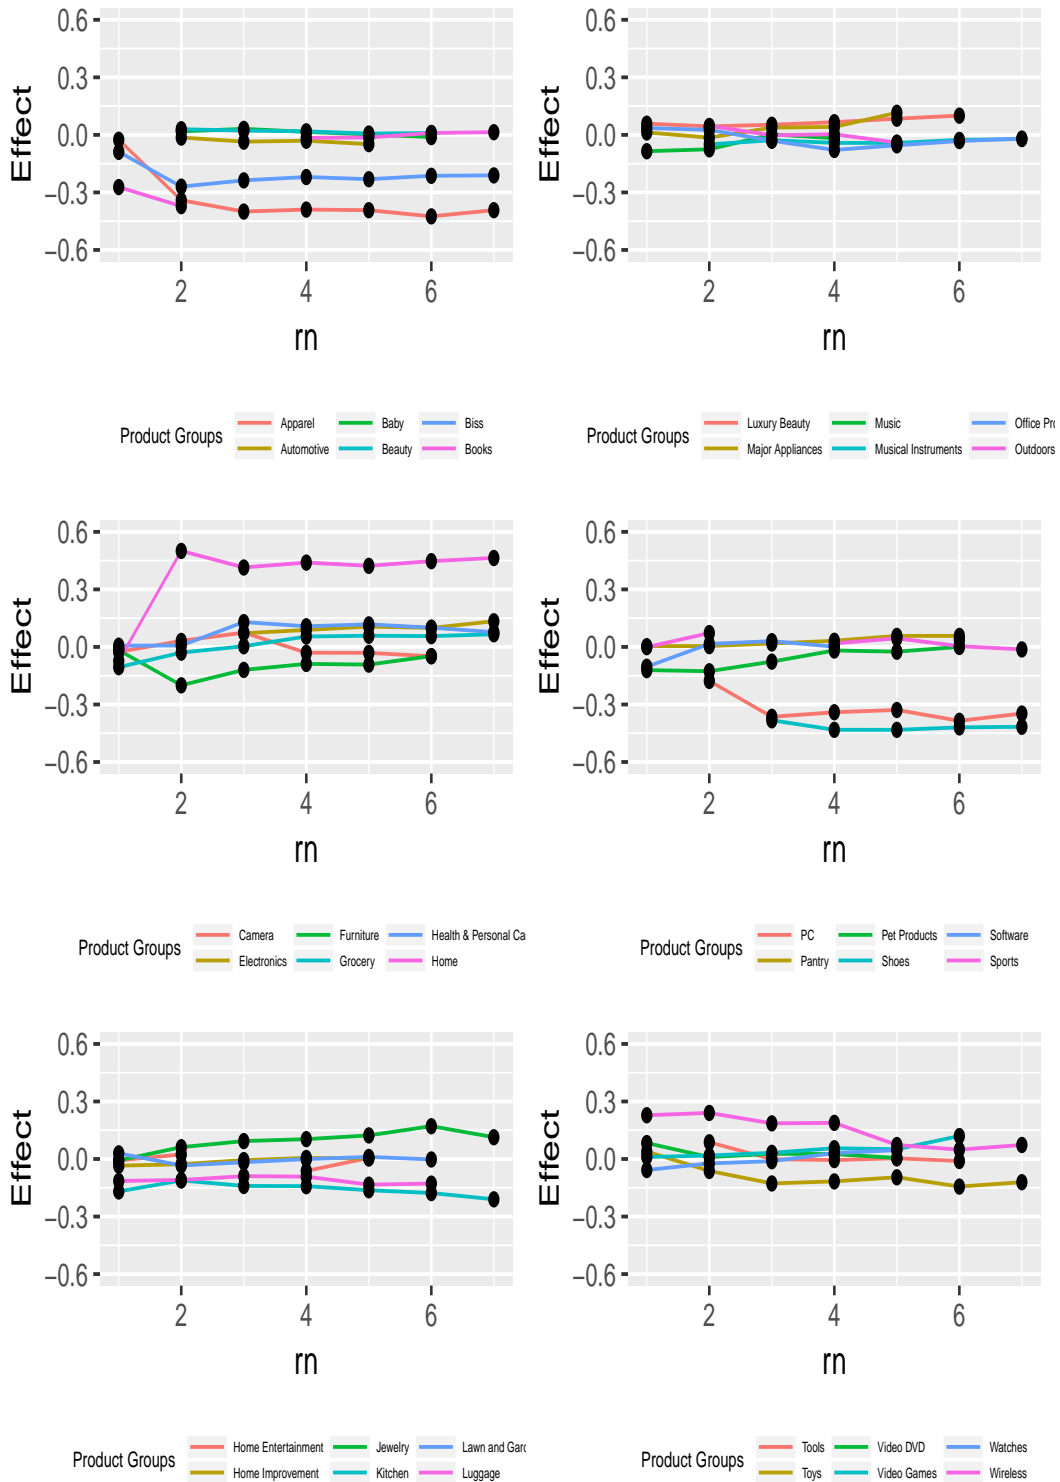 0.6
0.3
0.0
−0.3
−0.6
Effect
2 4 6
rn
Product Groups
Apparel Baby Biss
Automotive Beauty Books
0.6
0.3
0.0
−0.3
−0.6
Effect
2 4 6
rn
Product Groups
Luxury Beauty Music Office Pro
Major Appliances Musical Instruments Outdoors
0.6
0.3
0.0
−0.3
−0.6
Effect
2 4 6
rn
Product Groups
Camera Furniture Health & Personal Ca
Electronics Grocery Home
0.6
0.3
0.0
−0.3
−0.6
Effect
2 4 6
rn
Product Groups
PC Pet Products Software
Pantry Shoes Sports
0.6
0.3
0.0
−0.3
−0.6
Effect
2 4 6
rn
Product Groups
Home Entertainment Jewelry Lawn and Gard
Home Improvement Kitchen Luggage
0.6
0.3
0.0
−0.3
−0.6
Effect
2 4 6
rn
Product Groups
Tools Video DVD Watches
Toys Video Games Wireless